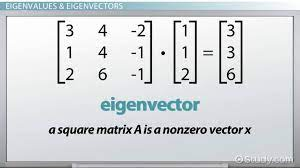 EIGENVALUES & EIGENVECTORS
3 4 -2 1 3
1 4 -1 · 1 = 3
2 6 -1 2 6
eigenvector
a square matrix A is a nonzero vector x
Study.com